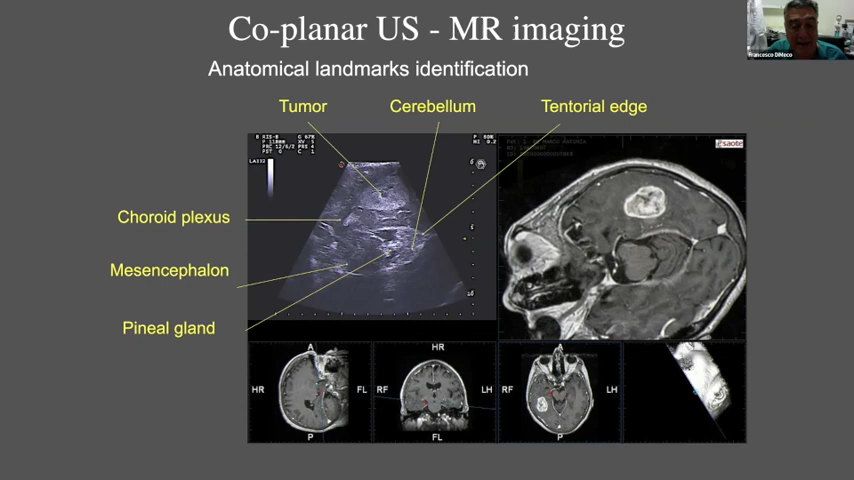 Co-planar US - MR imaging
Francesco DiMeco
Anatomical landmarks identification
Tumor
Cerebellum
Tentorial edge
esaote
Choroid plexus
Mesencephalon
Pineal gland
A
HR
FL
P
HR
RF
LH
FL
A
RF
LH
P